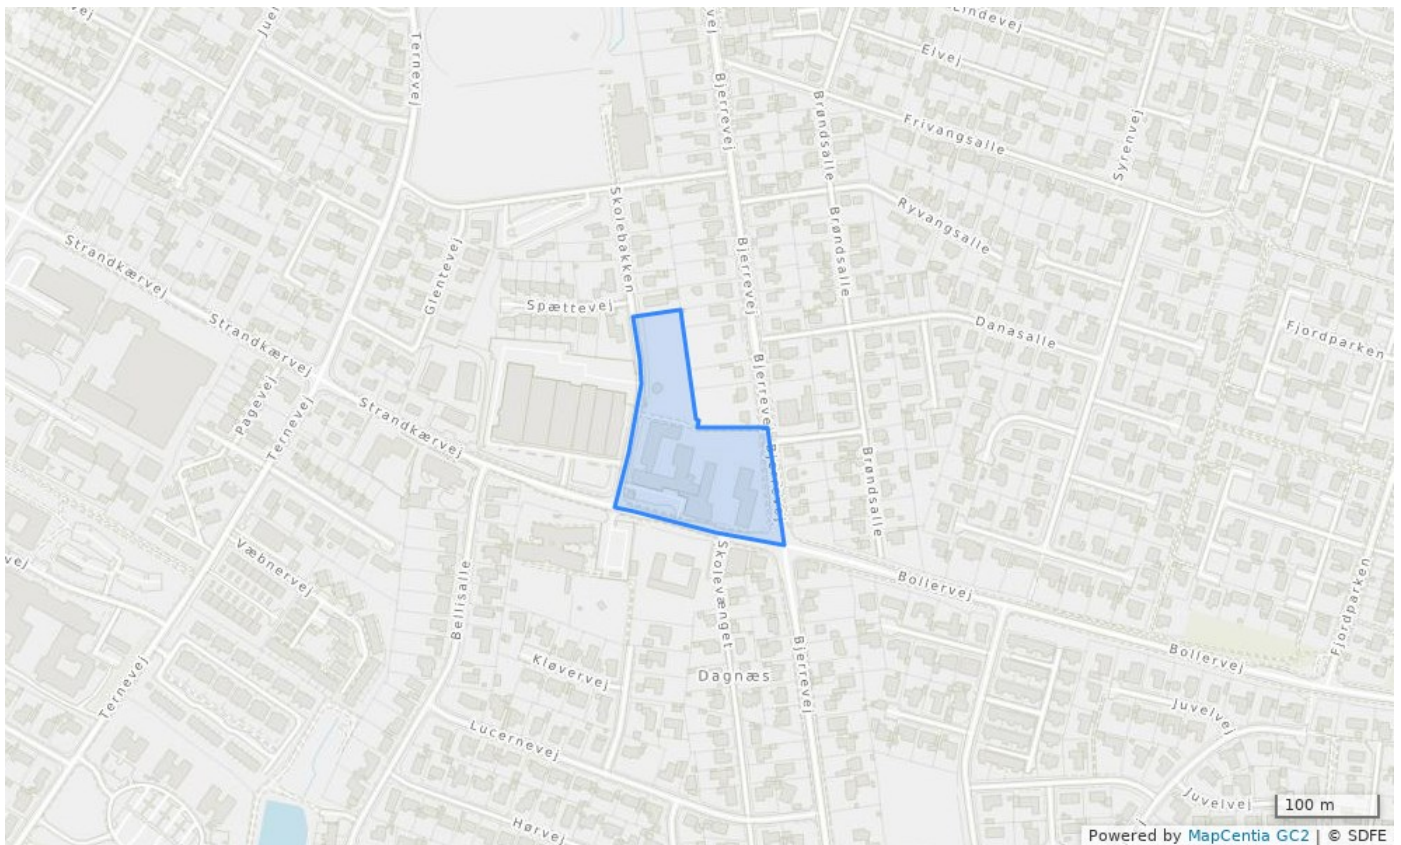 Lindevej
Elvej
Ternevej
Bjerrevej
Brøndsalle
Frivangsalle
Syrenvej
Skolebakken
Brøndsalle
Ryvangsalle
Strandkærvej
Glentevej
Bjerrevej
Spættevej
Danasalle
Fjordparken
Strandkærvej
Bjerrevej
Pagevej
Ternevej
Strandkærvej
Bjerrevej
Brøndsalle
Væbnervej
Bellisalle
Skolevænget
Bollervej
Fjordparken
Kløvervej
Dagnæs
Bjerrevej
Bollervej
Ternevej
Lucernevej
Juvelvej
Juvelvej
Hørvej
100 m
Powered by MapCentia GC2 | © SDFE